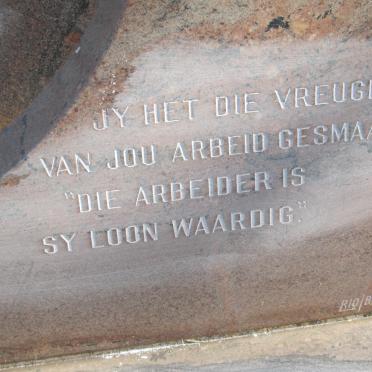 JY HET DIE VREUG
VAN JOU ARBEID GESMAA
"DIE ARBEIDER IS
SY LOON WAARDIG."